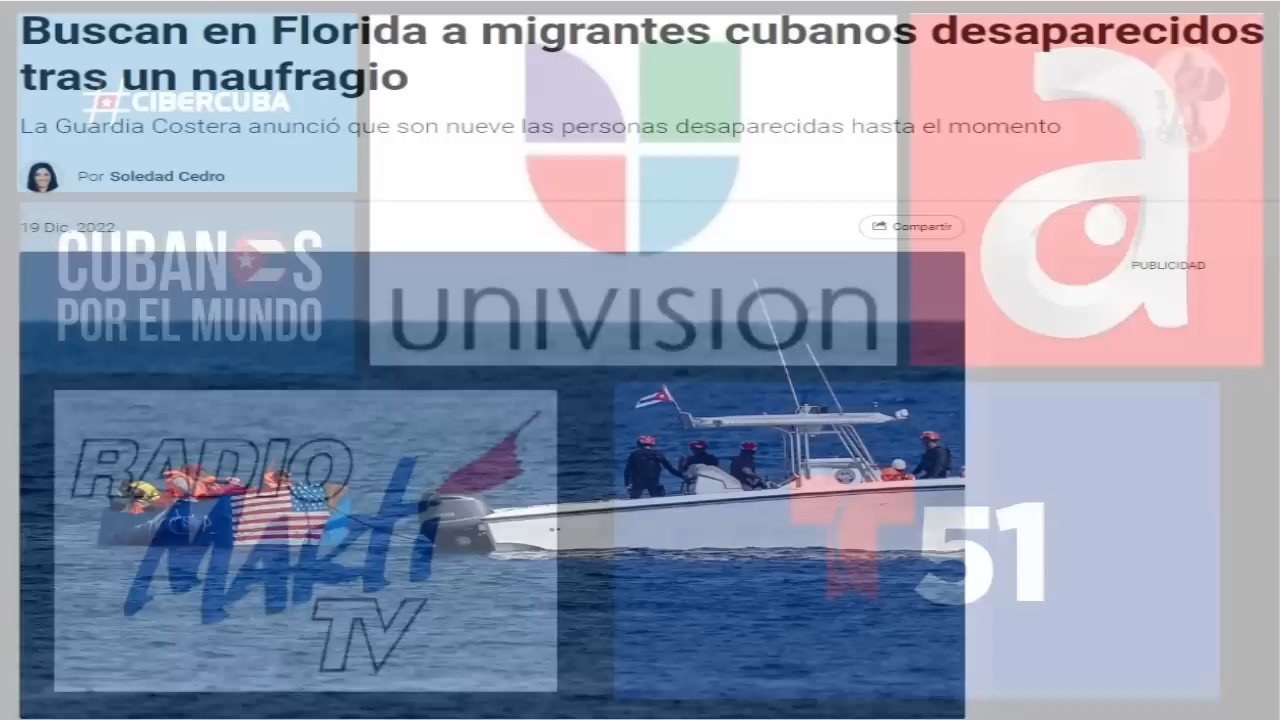 Buscan en Florida a migrantes cubanos desaparecidos
tras un naufragio
#CIBERCUBA
La Guardia Costera anunció que son nueve las personas desaparecidas hasta el momento
Por Soledad Cedro
19 Dic, 2022
Compartir
CUBANOS
POR EL MUNDO
UNIVISION
a
PUBLICIDAD
RADIO
MARTÍ
TV
T51